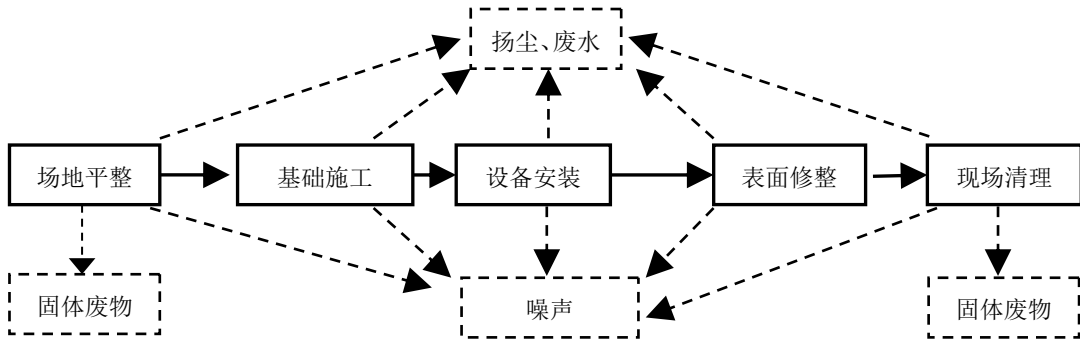 扬尘、废水
场地平整
基础施工
设备安装
表面修整
现场清理
固体废物
噪声
固体废物